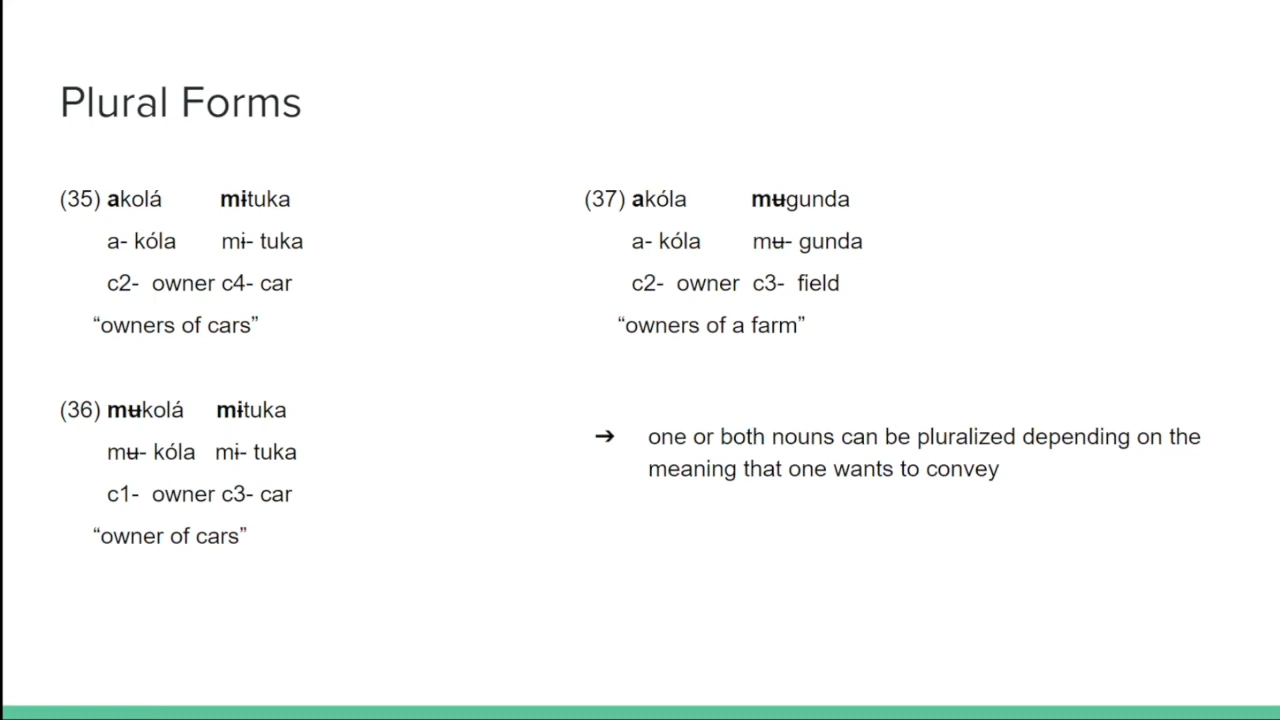 Plural Forms
(35) akolá mɨtuka
a- kóla mɨ- tuka
c2- owner c4- car
“owners of cars”
(36) mʉkolá mɨtuka
mʉ- kóla mɨ- tuka
c1- owner c3- car
“owner of cars”
(37) akóla mʉgunda
a- kóla mʉ- gunda
c2- owner c3- field
“owners of a farm”
➔ one or both nouns can be pluralized depending on the
meaning that one wants to convey